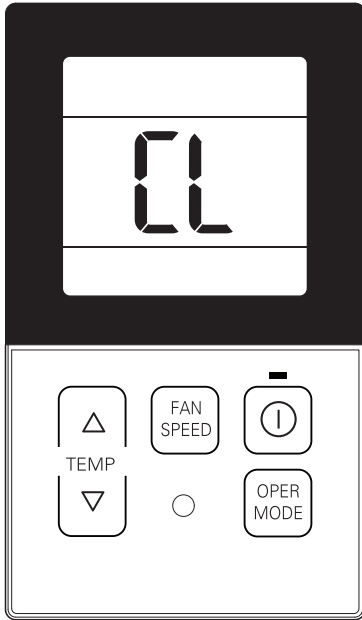 CL
FAN
SPEED
TEMP
OPER
MODE